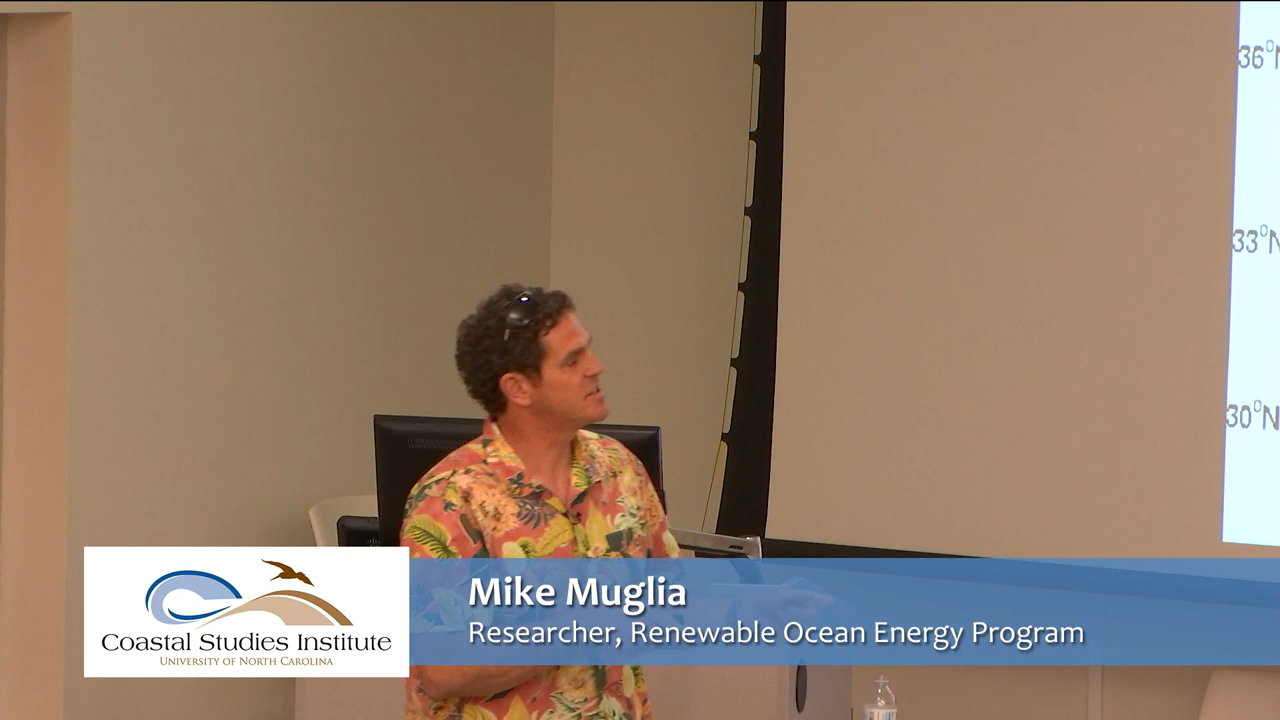 36°N
33°N
30°N
Mike Muglia
Researcher, Renewable Ocean Energy Program
Coastal Studies Institute
UNIVERSITY OF NORTH CAROLINA